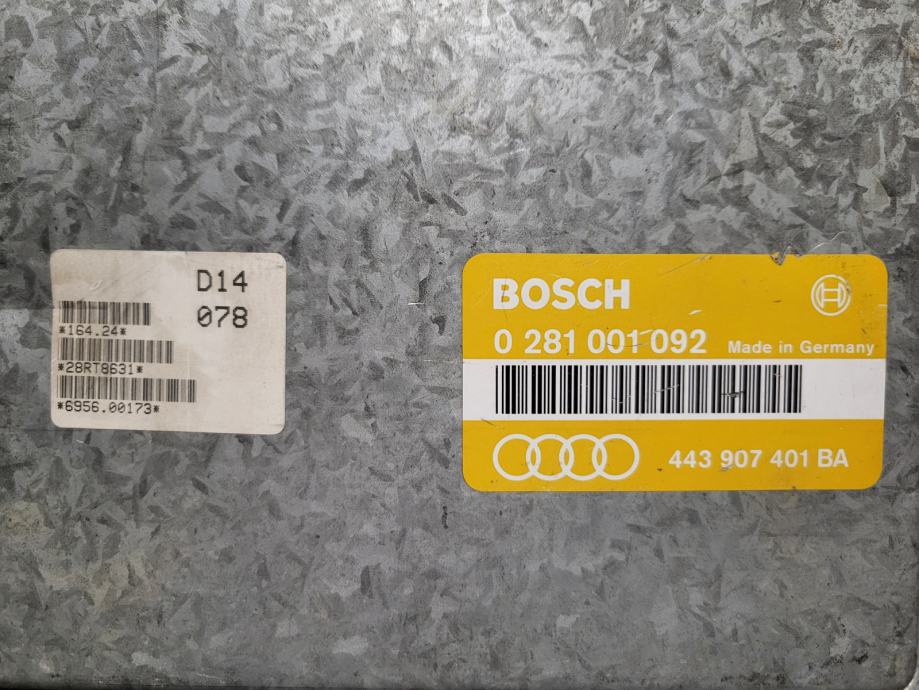 D14
078
*164.24*
*28RT8631*
*6956.00173*
BOSCH
0 281 001 092 Made in Germany
443 907 401 BA